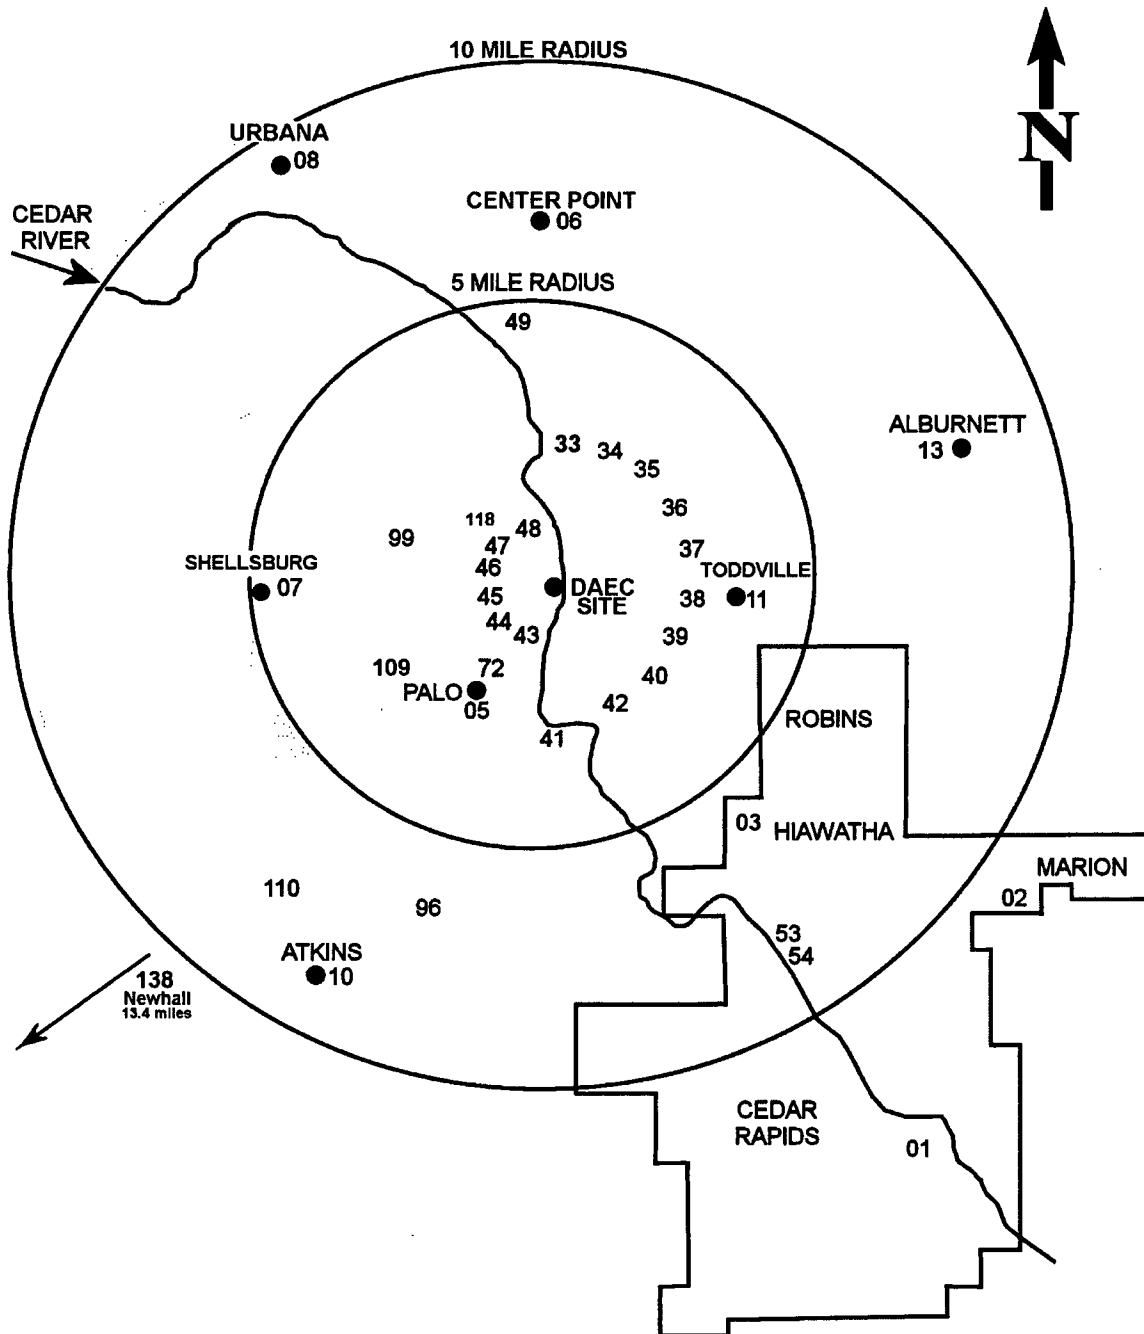 10 MILE RADIUS
N
URBANA
08
CEDAR
RIVER
CENTER POINT
06
5 MILE RADIUS
49
ALBURNETT
13
33
34
35
36
118
48
99
47
37
46
SHELLSBURG
07
TODDVILLE
11
DAEC
SITE
45
38
44
43
39
109
72
40
PALO
05
42
41
ROBINS
03
HIAWATHA
MARION
02
110
96
53
54
ATKINS
10
138
Newhall
13.4 miles
CEDAR
RAPIDS
01